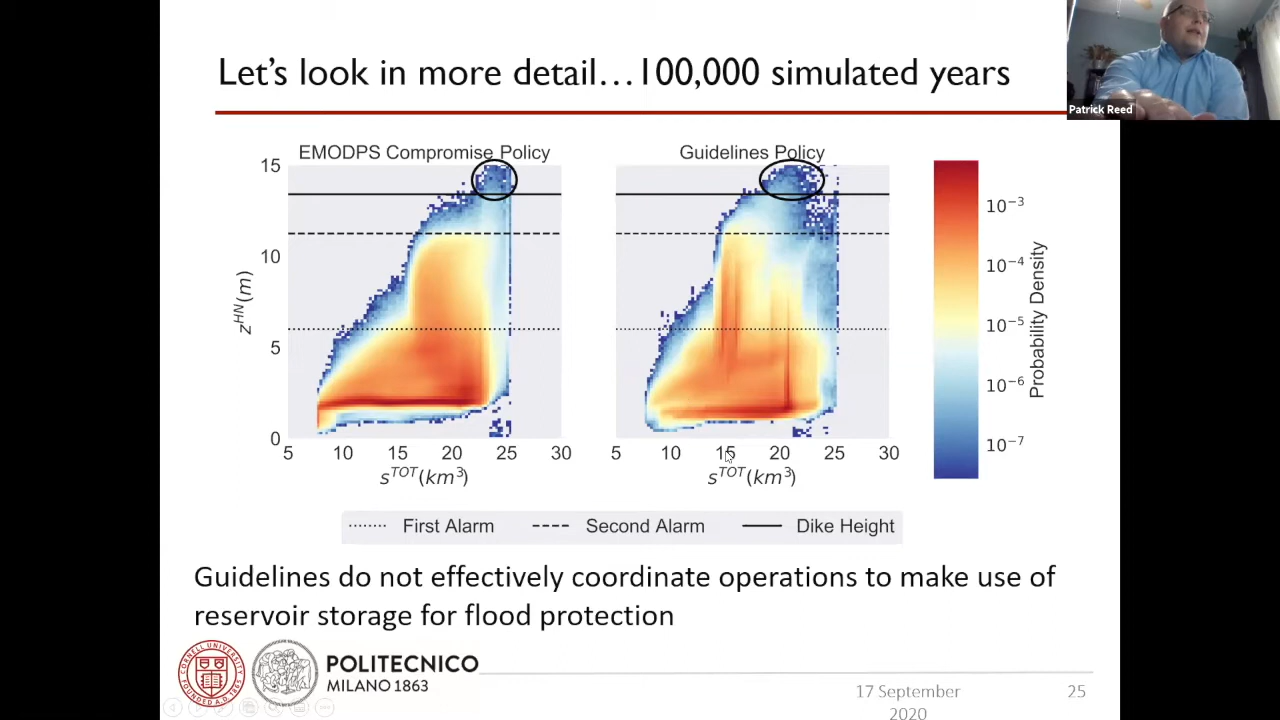 Let's look in more detail…100,000 simulated years
Patrick Reed
EMODPS Compromise Policy
Guidelines Policy
15
10
5
0
z^HN(m)
5 10 15 20 25 30
s^TOT(km³)
5 10 15 20 25 30
s^TOT(km³)
10⁻³
10⁻⁴
10⁻⁵
10⁻⁶
10⁻⁷
Probability Density
First Alarm Second Alarm Dike Height
Guidelines do not effectively coordinate operations to make use of
reservoir storage for flood protection
POLITECNICO
MILANO 1863
17 September
2020
25